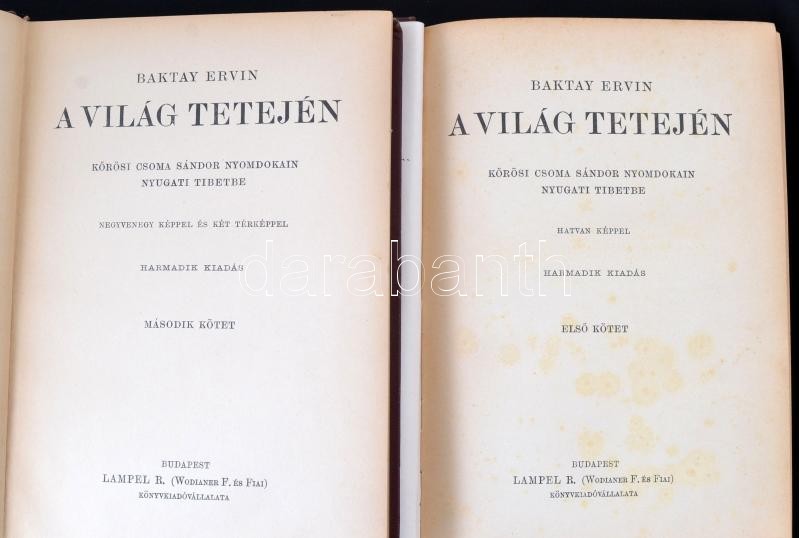 BAKTAY ERVIN
A VILÁG TETEJÉN
KŐRÖSI CSOMA SÁNDOR NYOMDOKAIN
NYUGATI TIBETBE
NEGYVENEGY KÉPPEL ÉS KÉT TÉRKÉPPEL
HARMADIK KIADÁS
MÁSODIK KÖTET
BUDAPEST
LAMPEL R. (WODIANER F. ÉS FIAI)
KÖNYVKIADÓVÁLLALATA
BAKTAY ERVIN
A VILÁG TETEJÉN
KŐRÖSI CSOMA SÁNDOR NYOMDOKAIN
NYUGATI TIBETBE
HATVAN KÉPPEL
HARMADIK KIADÁS
ELSŐ KÖTET
BUDAPEST
LAMPEL R. (WODIANER F. ÉS FIAI)
KÖNYVKIADÓVÁLLALATA
darabanth